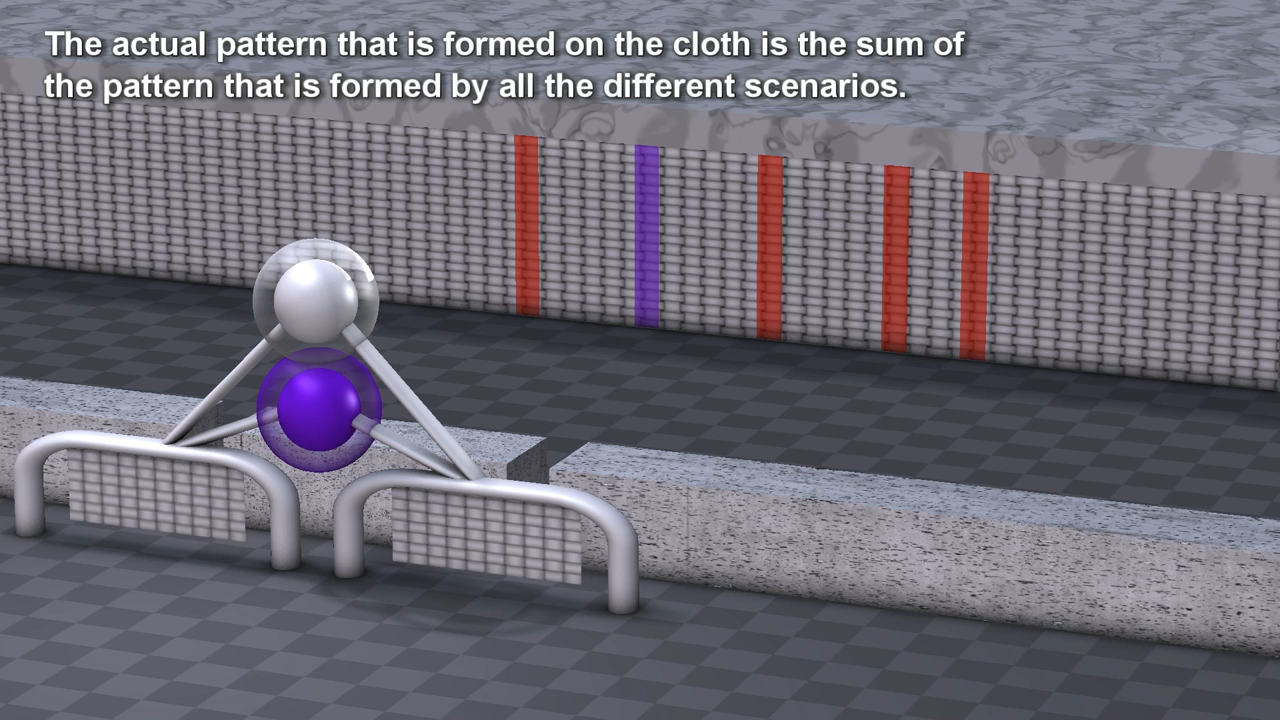 The actual pattern that is formed on the cloth is the sum of
the pattern that is formed by all the different scenarios.